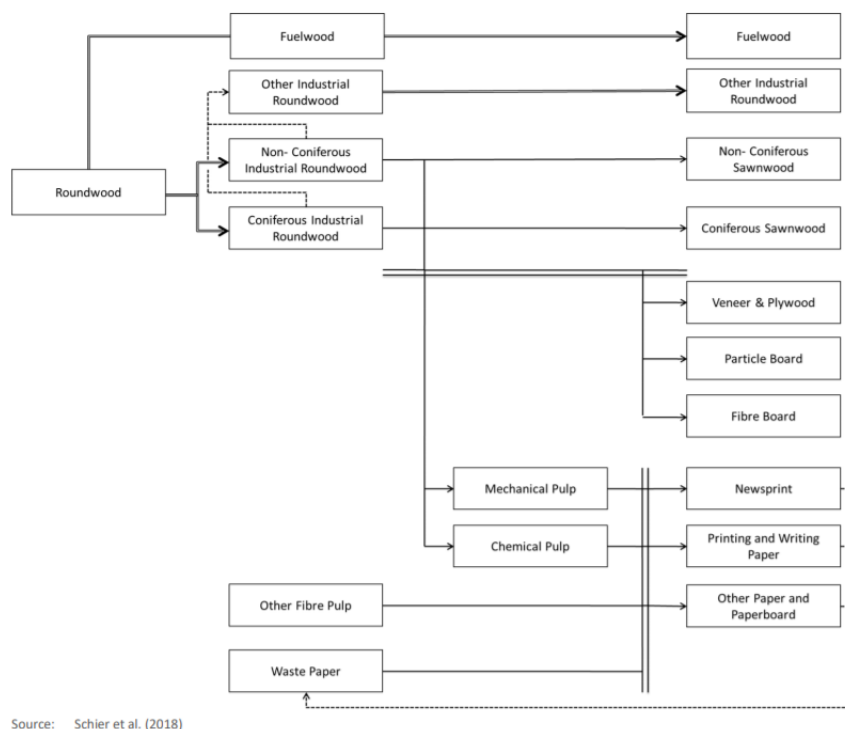 Fuelwood
Fuelwood
Other Industrial
Roundwood
Other Industrial
Roundwood
Non- Coniferous
Industrial Roundwood
Non- Coniferous
Sawnwood
Roundwood
Coniferous Industrial
Roundwood
Coniferous Sawnwood
Veneer & Plywood
Particle Board
Fibre Board
Mechanical Pulp
Newsprint
Chemical Pulp
Printing and Writing
Paper
Other Fibre Pulp
Other Paper and
Paperboard
Waste Paper
Source: Schier et al. (2018)